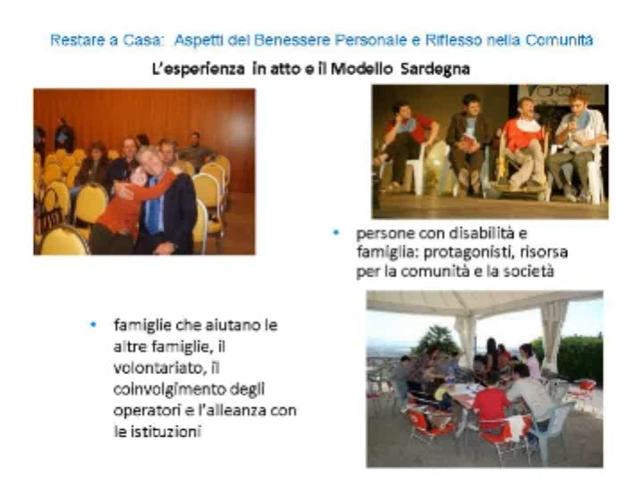 Restare a Casa: Aspetti del Benessere Personale e Riflesso nella Comunità
L'esperienza in atto e il Modello Sardegna
• persone con disabilità e
famiglia: protagonisti, risorsa
per la comunità e la società
• famiglie che aiutano le
altre famiglie, il
volontariato, il
coinvolgimento degli
operatori e l'alleanza con
le istituzioni